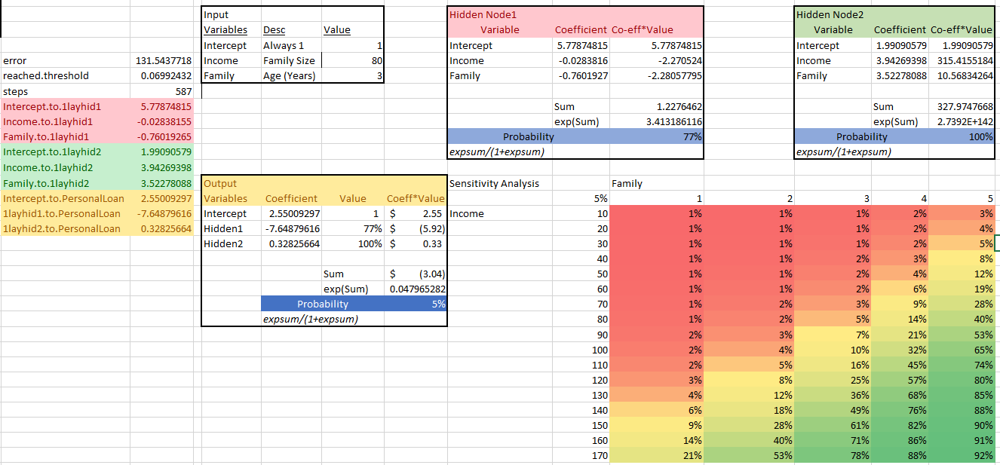 error 131.5437718
reached.threshold 0.06992432
steps 587
Intercept.to.1layhid1 5.77874815
Income.to.1layhid1 -0.02838155
Family.to.1layhid1 -0.76019265
Intercept.to.1layhid2 1.99090579
Income.to.1layhid2 3.94269398
Family.to.1layhid2 3.52278088
Intercept.to.PersonalLoan 2.55009297
1layhid1.to.PersonalLoan -7.64879616
1layhid2.to.PersonalLoan 0.32825664
Input
Variables Desc Value
Intercept Always 1 1
Income Family Size 80
Family Age (Years) 3
Hidden Node1
Variable Coefficient Co-eff*Value
Intercept 5.77874815 5.77874815
Income -0.0283816 -2.270524
Family -0.7601927 -2.28057795
Sum 1.2276462
exp(Sum) 3.413186116
Probability 77%
expsum/(1+expsum)
Hidden Node2
Variable Coefficient Co-eff*Value
Intercept 1.99090579 1.99090579
Income 3.94269398 315.4155184
Family 3.52278088 10.56834264
Sum 327.9747668
exp(Sum) 2.7392E+142
Probability 100%
expsum/(1+expsum)
Output
Variables Coefficient Value Coeff*Value
Intercept 2.55009297 1 $ 2.55
Hidden1 -7.64879616 77% $ (5.92)
Hidden2 0.32825664 100% $ 0.33
Sum $ (3.04)
exp(Sum) 0.047965282
Probability 5%
expsum/(1+expsum)
Sensitivity Analysis Family
5% 1 2 3 4 5
Income 10 1% 1% 1% 2% 3%
20 1% 1% 1% 2% 4%
30 1% 1% 1% 2% 5%
40 1% 1% 2% 3% 8%
50 1% 1% 2% 4% 12%
60 1% 1% 2% 6% 19%
70 1% 2% 3% 9% 28%
80 1% 2% 5% 14% 40%
90 2% 3% 7% 21% 53%
100 2% 4% 10% 32% 65%
110 2% 5% 16% 45% 74%
120 3% 8% 25% 57% 80%
130 4% 12% 36% 68% 85%
140 6% 18% 49% 76% 88%
150 9% 28% 61% 82% 90%
160 14% 40% 71% 86% 91%
170 21% 53% 78% 88% 92%